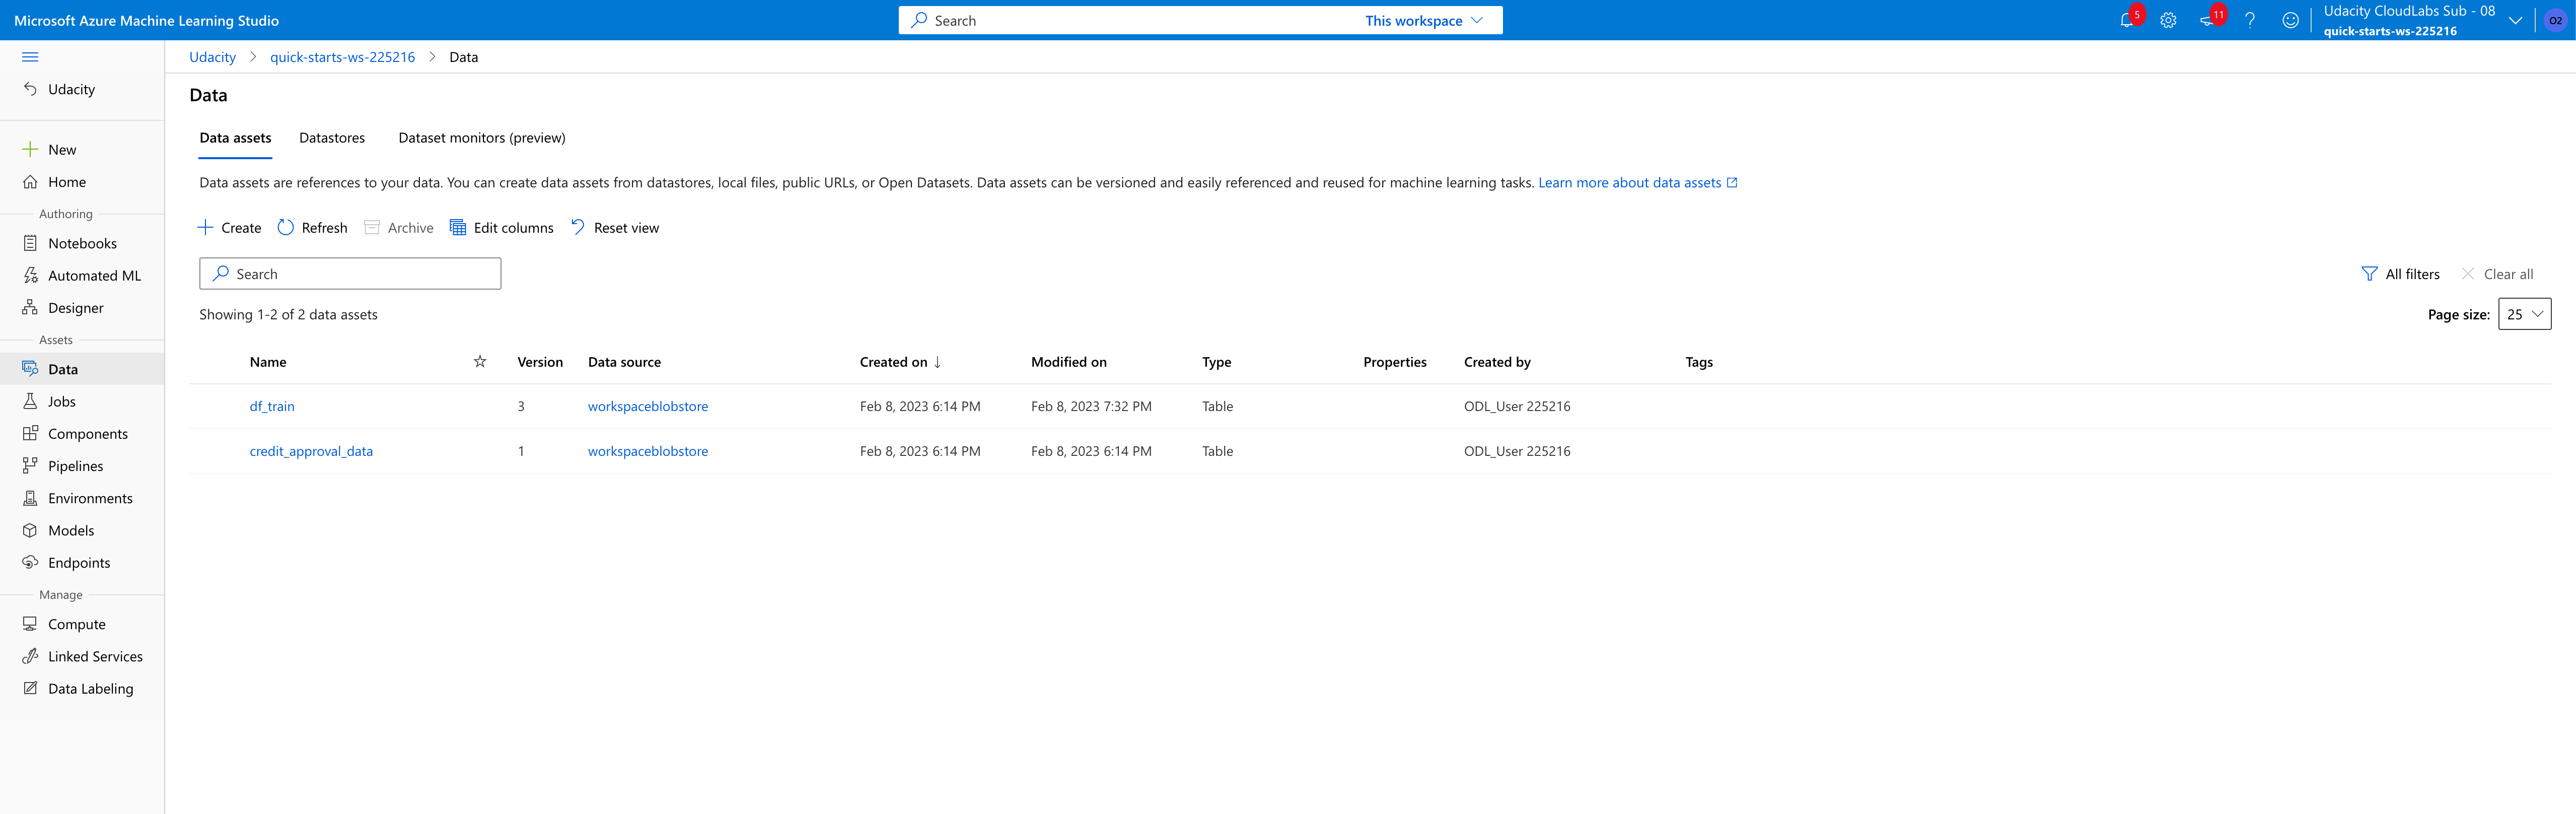 Microsoft Azure Machine Learning Studio
Search
This workspace
5
11
Udacity CloudLabs Sub - 08
quick-starts-ws-225216
O2
Udacity
New
Home
Authoring
Notebooks
Automated ML
Designer
Assets
Data
Jobs
Components
Pipelines
Environments
Models
Endpoints
Manage
Compute
Linked Services
Data Labeling
Udacity > quick-starts-ws-225216 > Data
Data
Data assets Datastores Dataset monitors (preview)
Data assets are references to your data. You can create data assets from datastores, local files, public URLs, or Open Datasets. Data assets can be versioned and easily referenced and reused for machine learning tasks. Learn more about data assets
Create Refresh Archive Edit columns Reset view
Search
All filters Clear all
Showing 1-2 of 2 data assets
Page size: 25
Name Version Data source Created on ↓ Modified on Type Properties Created by Tags
df_train 3 workspaceblobstore Feb 8, 2023 6:14 PM Feb 8, 2023 7:32 PM Table ODL_User 225216
credit_approval_data 1 workspaceblobstore Feb 8, 2023 6:14 PM Feb 8, 2023 6:14 PM Table ODL_User 225216